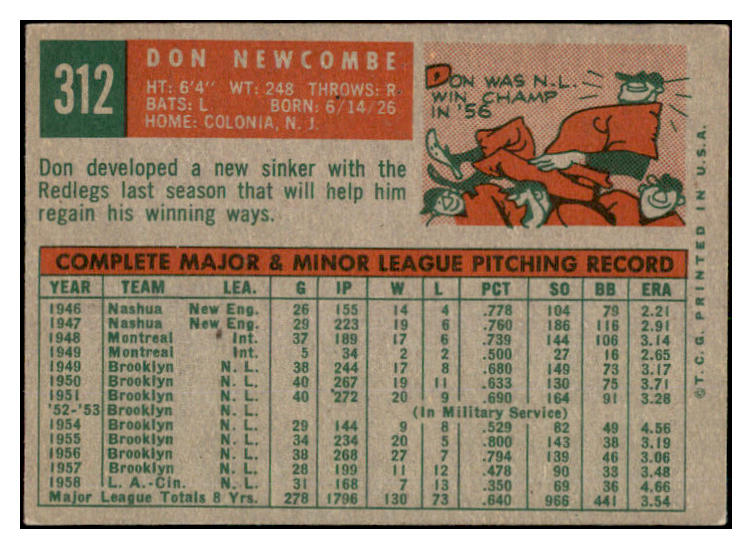 312
DON NEWCOMBE
HT: 6'4" WT: 248 THROWS: R.
BATS: L BORN: 6/14/26
HOME: COLONIA, N. J.
Don developed a new sinker with the
Redlegs last season that will help him
regain his winning ways.
DON WAS N.L.
WIN CHAMP
IN '56
COMPLETE MAJOR & MINOR LEAGUE PITCHING RECORD
YEAR TEAM LEA. G IP W L PCT SO BB ERA
1946 Nashua New Eng. 26 155 14 4 .778 104 79 2.21
1947 Nashua New Eng. 29 223 19 6 .760 186 116 2.91
1948 Montreal Int. 37 189 17 6 .739 144 106 3.14
1949 Montreal Int. 5 34 2 2 .500 27 16 2.65
1949 Brooklyn N. L. 38 244 17 8 .680 149 73 3.17
1950 Brooklyn N. L. 40 267 19 11 .633 130 75 3.71
1951 Brooklyn N. L. 40 272 20 9 .690 164 91 3.28
'52-'53 Brooklyn N. L. (In Military Service)
1954 Brooklyn N. L. 29 144 9 8 .529 82 49 4.56
1955 Brooklyn N. L. 34 234 20 5 .800 143 38 3.19
1956 Brooklyn N. L. 38 268 27 7 .794 139 46 3.06
1957 Brooklyn N. L. 28 199 11 12 .478 90 33 3.48
1958 L. A.-Cin. N. L. 31 168 7 13 .350 69 36 4.66
Major League Totals 8 Yrs. 278 1796 130 73 .640 966 441 3.54
© T. C. G. PRINTED IN U. S. A.